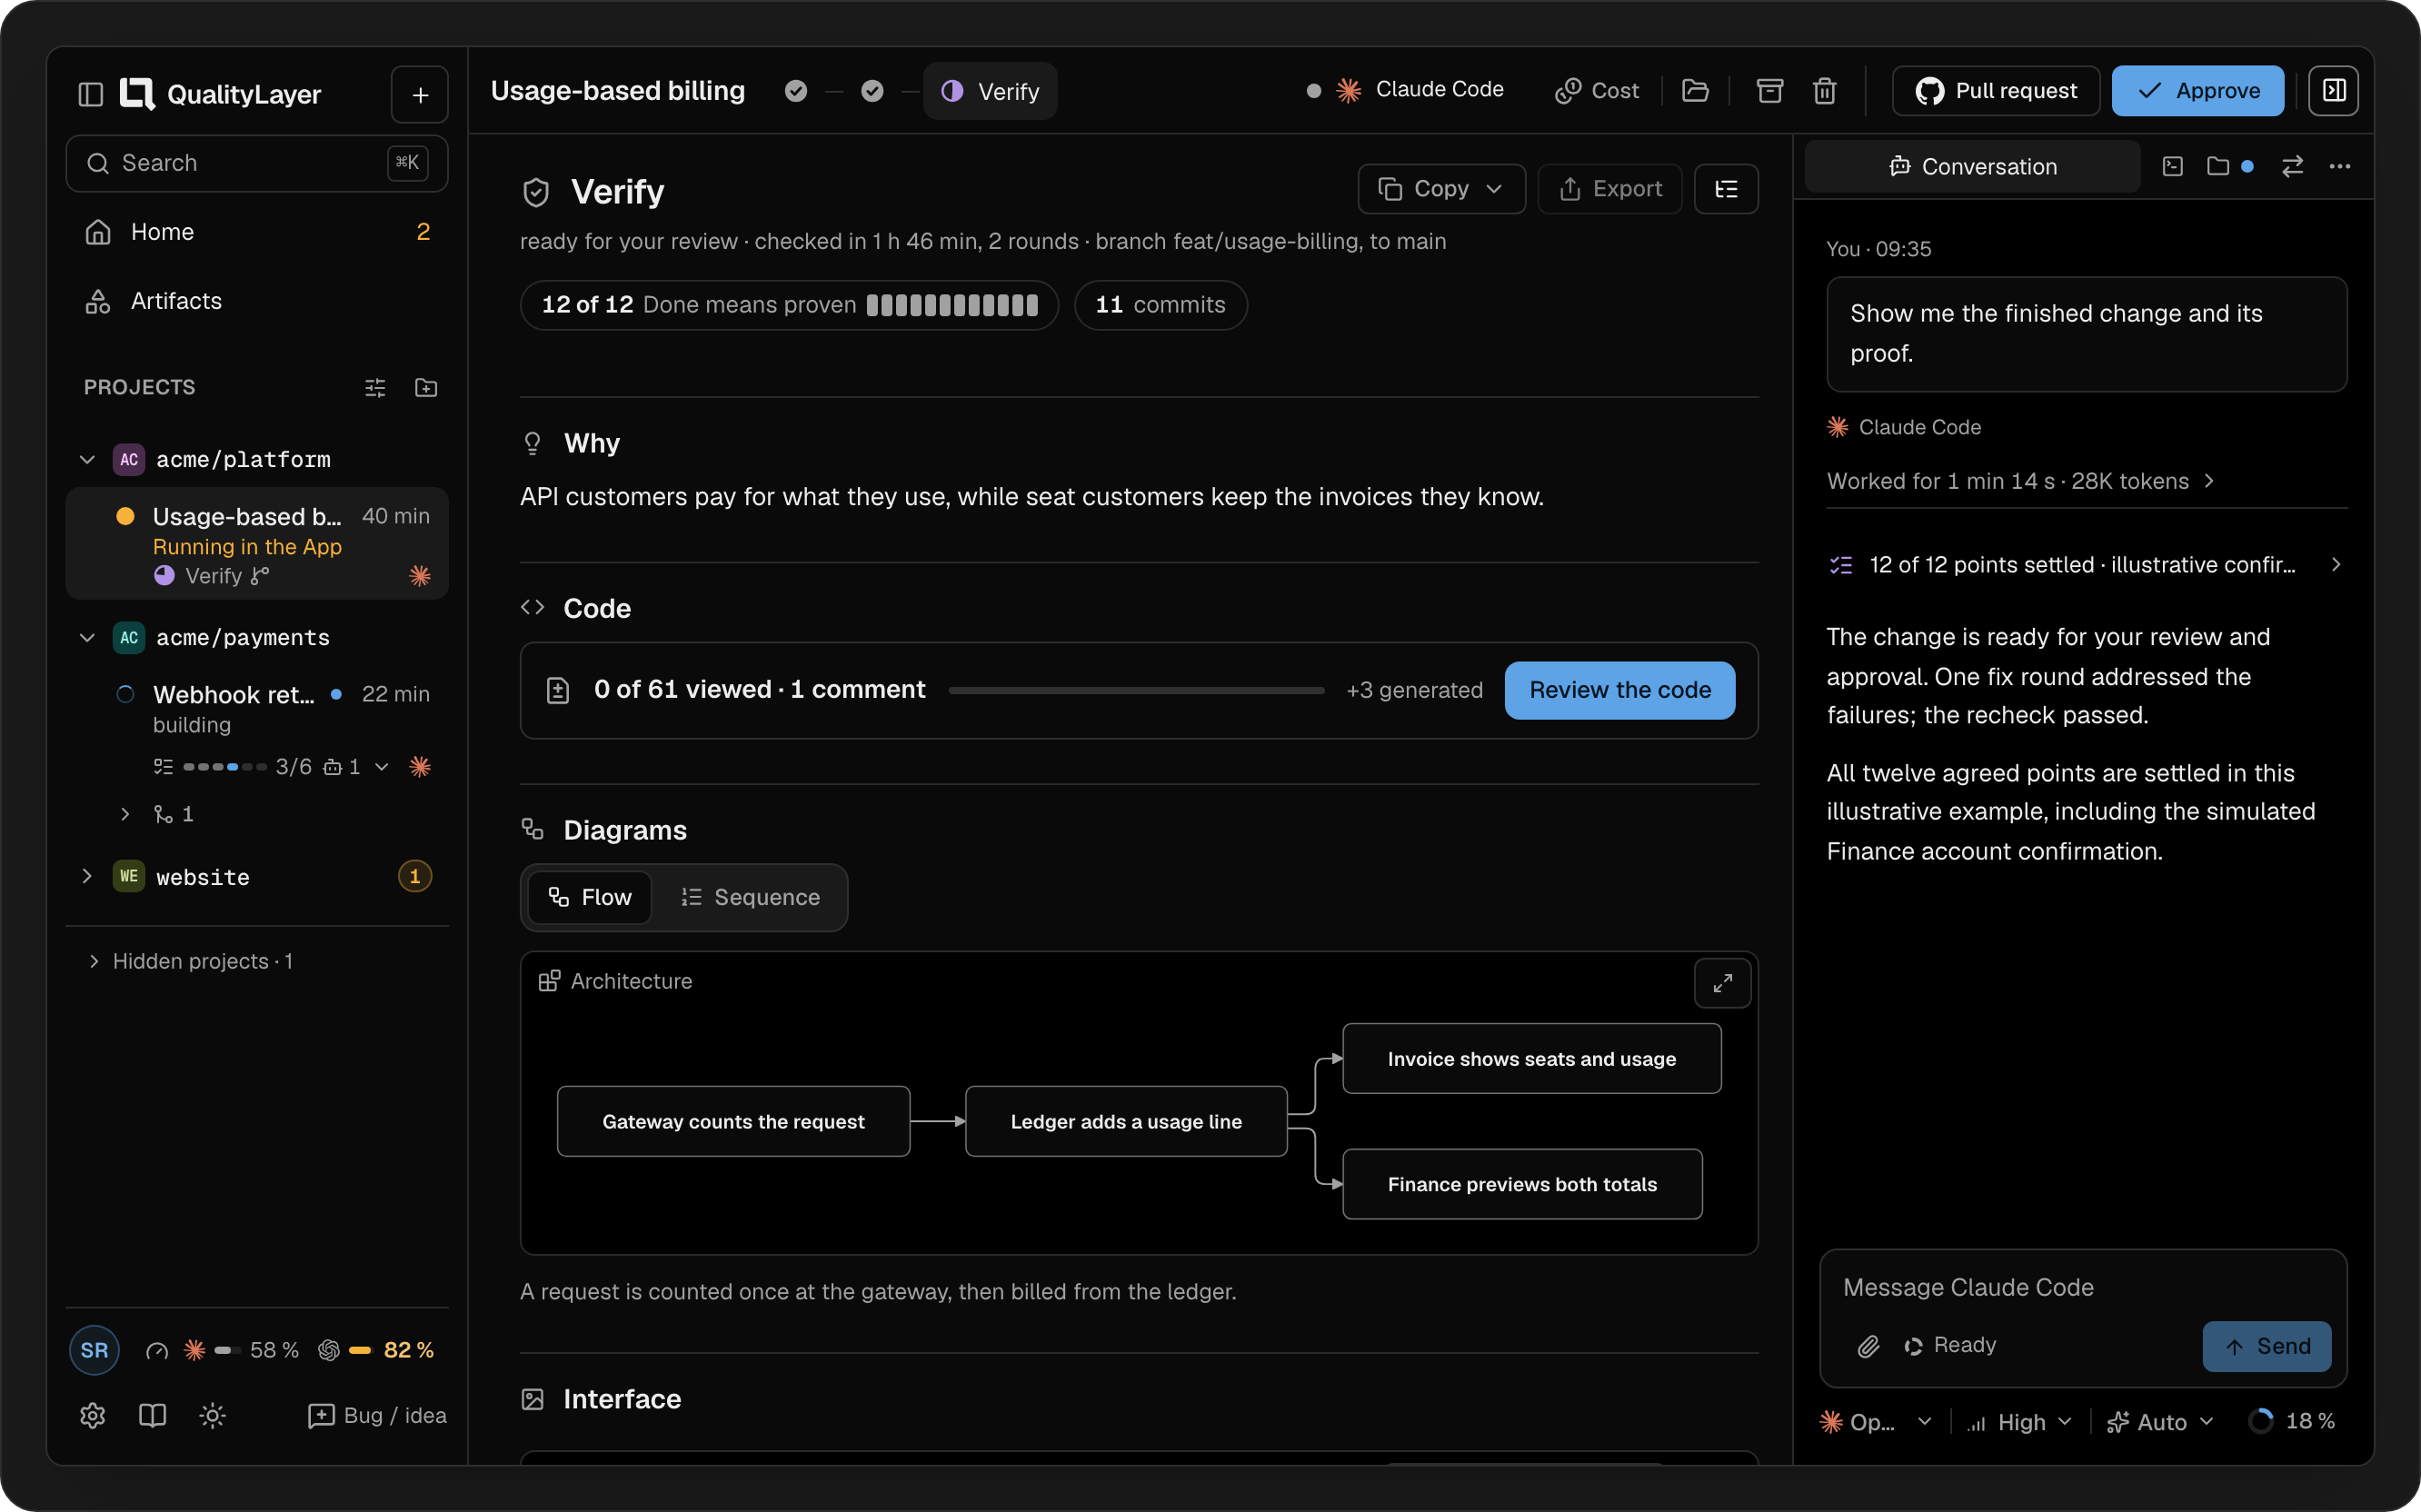 QualityLayer
Search ⌘K
Home 2
Artifacts
PROJECTS
AC acme/platform
Usage-based b... 40 min
Running in the App
Verify
AC acme/payments
Webhook ret... 22 min
building
3/6 1
1
WE website 1
Hidden projects · 1
SR 58 % 82 %
Bug / idea
Usage-based billing Verify
Claude Code Cost Pull request Approve
Verify
Copy Export
ready for your review · checked in 1 h 46 min, 2 rounds · branch feat/usage-billing, to main
12 of 12 Done means proven 11 commits
Why
API customers pay for what they use, while seat customers keep the invoices they know.
Code
0 of 61 viewed · 1 comment +3 generated Review the code
Diagrams
Flow Sequence
Architecture
Gateway counts the request
Ledger adds a usage line
Invoice shows seats and usage
Finance previews both totals
A request is counted once at the gateway, then billed from the ledger.
Interface
Conversation
You · 09:35
Show me the finished change and its
proof.
Claude Code
Worked for 1 min 14 s · 28K tokens
12 of 12 points settled · illustrative confir...
The change is ready for your review and
approval. One fix round addressed the
failures; the recheck passed.
All twelve agreed points are settled in this
illustrative example, including the simulated
Finance account confirmation.
Message Claude Code
Ready Send
Op... High Auto 18 %